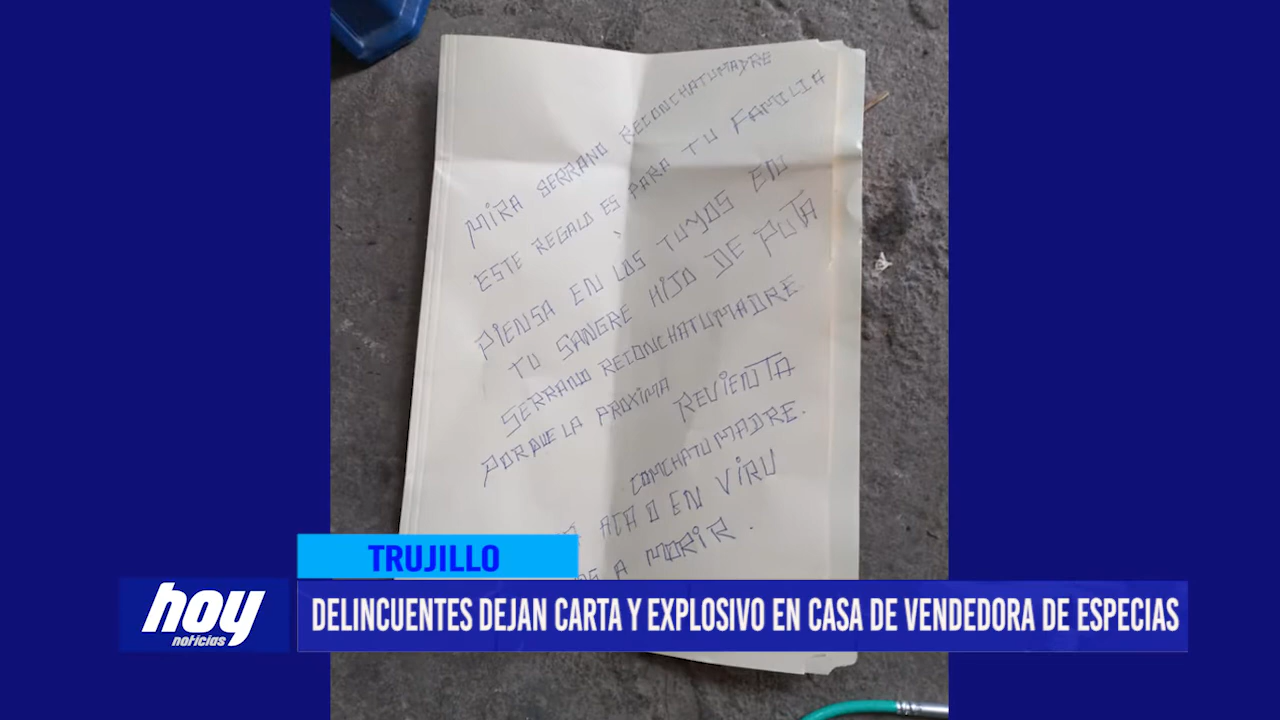 MIRA SERRANO RECONCHATUMADRE
ESTE REGALO ES PARA TU FAMILIA
PIENSA EN LOS TUYOS EN
TU SANGRE HIJO DE PUTA
SERRANO RECONCHATUMADRE
PORQUE LA PROXIMA REVIENTA
COMCHATUMADRE.
ACA O EN VIRU
A MORIR.
TRUJILLO
hoy
noticias
DELINCUENTES DEJAN CARTA Y EXPLOSIVO EN CASA DE VENDEDORA DE ESPECIAS